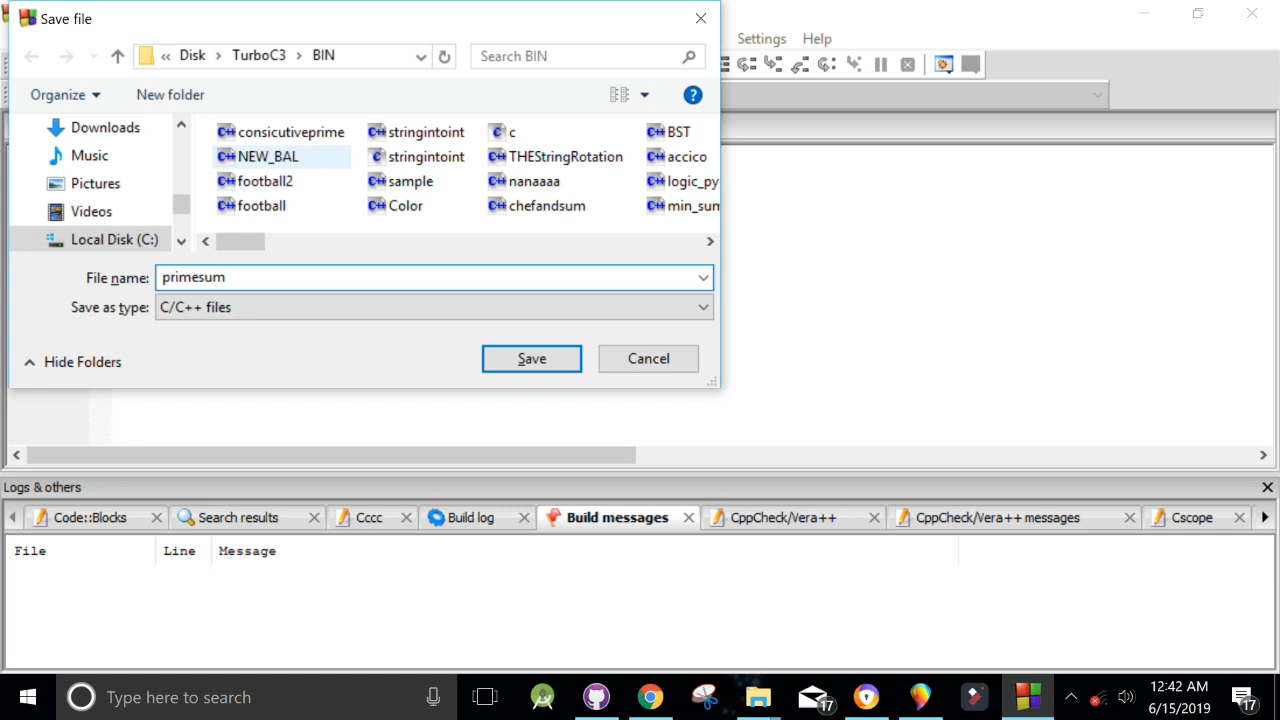 Save file
Settings Help
« Disk › TurboC3 › BIN
Search BIN
Organize New folder
Downloads
Music
Pictures
Videos
Local Disk (C:)
consicutiveprime stringintoint c BST
NEW_BAL stringintoint THEStringRotation accico
football2 sample nanaaaa logic_py
football Color chefandsum min_sum
File name: primesum
Save as type: C/C++ files
Hide Folders
Save Cancel
Logs & others
Code::Blocks Search results Cccc Build log Build messages CppCheck/Vera++ CppCheck/Vera++ messages Cscope
File Line Message
Type here to search
17
12:42 AM
6/15/2019
17